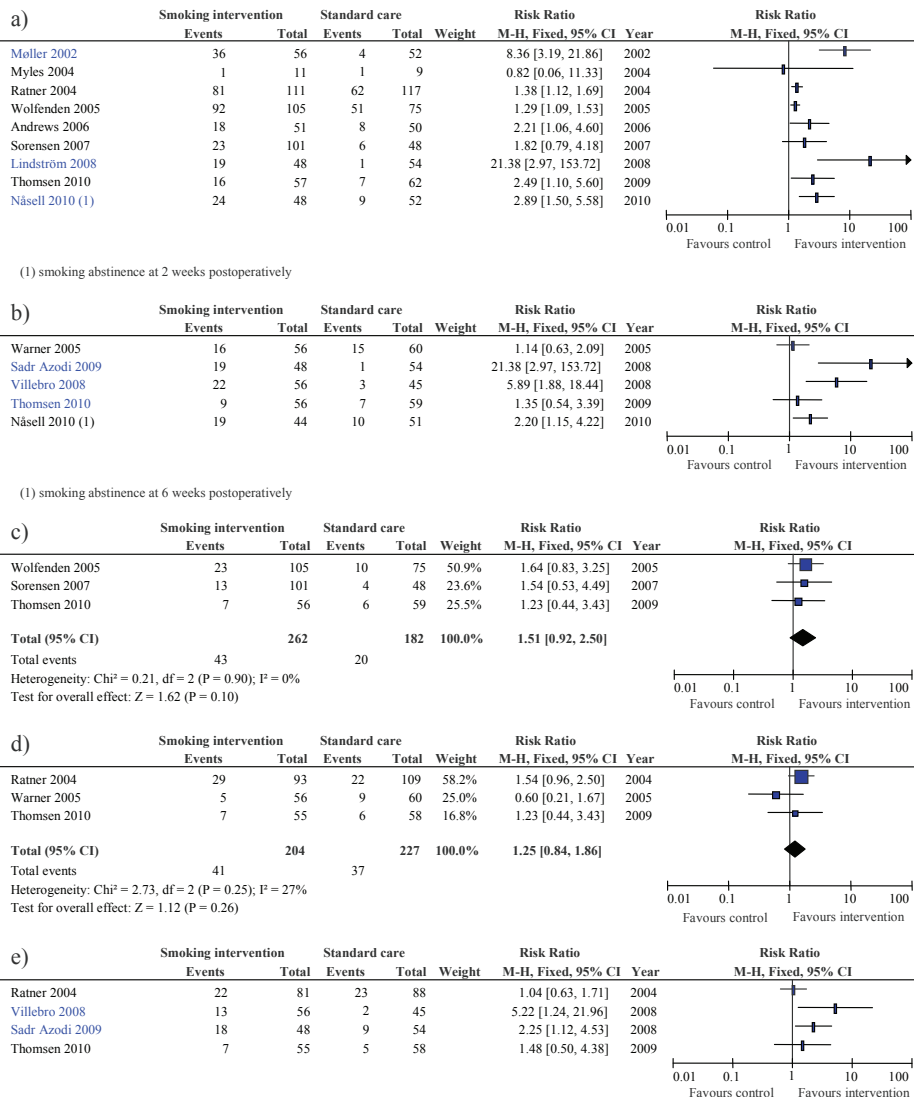 a)
Smoking intervention Standard care Risk Ratio Risk Ratio
Events Total Events Total Weight M-H, Fixed, 95% CI Year M-H, Fixed, 95% CI
Møller 2002 36 56 4 52 8.36 [3.19, 21.86] 2002
Myles 2004 1 11 1 9 0.82 [0.06, 11.33] 2004
Ratner 2004 81 111 62 117 1.38 [1.12, 1.69] 2004
Wolfenden 2005 92 105 51 75 1.29 [1.09, 1.53] 2005
Andrews 2006 18 51 8 50 2.21 [1.06, 4.60] 2006
Sorensen 2007 23 101 6 48 1.82 [0.79, 4.18] 2007
Lindström 2008 19 48 1 54 21.38 [2.97, 153.72] 2008
Thomsen 2010 16 57 7 62 2.49 [1.10, 5.60] 2009
Nåsell 2010 (1) 24 48 9 52 2.89 [1.50, 5.58] 2010
0.01 0.1 1 10 100
Favours control Favours intervention
(1) smoking abstinence at 2 weeks postoperatively
b)
Smoking intervention Standard care Risk Ratio Risk Ratio
Events Total Events Total Weight M-H, Fixed, 95% CI Year M-H, Fixed, 95% CI
Warner 2005 16 56 15 60 1.14 [0.63, 2.09] 2005
Sadr Azodi 2009 19 48 1 54 21.38 [2.97, 153.72] 2008
Villebro 2008 22 56 3 45 5.89 [1.88, 18.44] 2008
Thomsen 2010 9 56 7 59 1.35 [0.54, 3.39] 2009
Nåsell 2010 (1) 19 44 10 51 2.20 [1.15, 4.22] 2010
0.01 0.1 1 10 100
Favours control Favours intervention
(1) smoking abstinence at 6 weeks postoperatively
c)
Smoking intervention Standard care Risk Ratio Risk Ratio
Events Total Events Total Weight M-H, Fixed, 95% CI Year M-H, Fixed, 95% CI
Wolfenden 2005 23 105 10 75 50.9% 1.64 [0.83, 3.25] 2005
Sorensen 2007 13 101 4 48 23.6% 1.54 [0.53, 4.49] 2007
Thomsen 2010 7 56 6 59 25.5% 1.23 [0.44, 3.43] 2009
Total (95% CI) 262 182 100.0% 1.51 [0.92, 2.50]
Total events 43 20
Heterogeneity: Chi² = 0.21, df = 2 (P = 0.90); I² = 0%
Test for overall effect: Z = 1.62 (P = 0.10)
0.01 0.1 1 10 100
Favours control Favours intervention
d)
Smoking intervention Standard care Risk Ratio Risk Ratio
Events Total Events Total Weight M-H, Fixed, 95% CI Year M-H, Fixed, 95% CI
Ratner 2004 29 93 22 109 58.2% 1.54 [0.96, 2.50] 2004
Warner 2005 5 56 9 60 25.0% 0.60 [0.21, 1.67] 2005
Thomsen 2010 7 55 6 58 16.8% 1.23 [0.44, 3.43] 2009
Total (95% CI) 204 227 100.0% 1.25 [0.84, 1.86]
Total events 41 37
Heterogeneity: Chi² = 2.73, df = 2 (P = 0.25); I² = 27%
Test for overall effect: Z = 1.12 (P = 0.26)
0.01 0.1 1 10 100
Favours control Favours intervention
e)
Smoking intervention Standard care Risk Ratio Risk Ratio
Events Total Events Total Weight M-H, Fixed, 95% CI Year M-H, Fixed, 95% CI
Ratner 2004 22 81 23 88 1.04 [0.63, 1.71] 2004
Villebro 2008 13 56 2 45 5.22 [1.24, 21.96] 2008
Sadr Azodi 2009 18 48 9 54 2.25 [1.12, 4.53] 2008
Thomsen 2010 7 55 5 58 1.48 [0.50, 4.38] 2009
0.01 0.1 1 10 100
Favours control Favours intervention